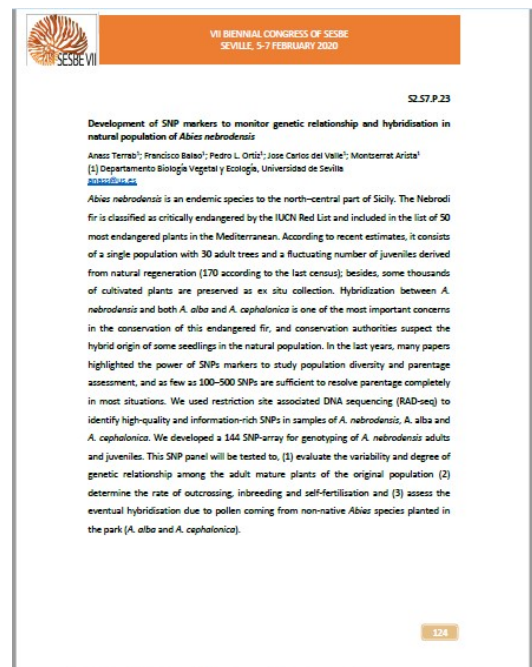 SESBE VII
VII BIENNIAL CONGRESS OF SESBE
SEVILLE, 5-7 FEBRUARY 2020
S2.S7.P.23
Development of SNP markers to monitor genetic relationship and hybridisation in
natural population of Abies nebrodensis
Anass Terrab¹; Francisco Balao¹; Pedro L. Ortiz¹; Jose Carlos del Valle¹; Montserrat Arista¹
(1) Departamento Biología Vegetal y Ecología, Universidad de Sevilla
anass@us.es
Abies nebrodensis is an endemic species to the north–central part of Sicily. The Nebrodi
fir is classified as critically endangered by the IUCN Red List and included in the list of 50
most endangered plants in the Mediterranean. According to recent estimates, it consists
of a single population with 30 adult trees and a fluctuating number of juveniles derived
from natural regeneration (170 according to the last census); besides, some thousands
of cultivated plants are preserved as ex situ collection. Hybridization between A.
nebrodensis and both A. alba and A. cephalonica is one of the most important concerns
in the conservation of this endangered fir, and conservation authorities suspect the
hybrid origin of some seedlings in the natural population. In the last years, many papers
highlighted the power of SNPs markers to study population diversity and parentage
assessment, and as few as 100–500 SNPs are sufficient to resolve parentage completely
in most situations. We used restriction site associated DNA sequencing (RAD-seq) to
identify high-quality and information-rich SNPs in samples of A. nebrodensis, A. alba and
A. cephalonica. We developed a 144 SNP-array for genotyping of A. nebrodensis adults
and juveniles. This SNP panel will be tested to, (1) evaluate the variability and degree of
genetic relationship among the adult mature plants of the original population (2)
determine the rate of outcrossing, inbreeding and self-fertilisation and (3) assess the
eventual hybridisation due to pollen coming from non-native Abies species planted in
the park (A. alba and A. cephalonica).
124